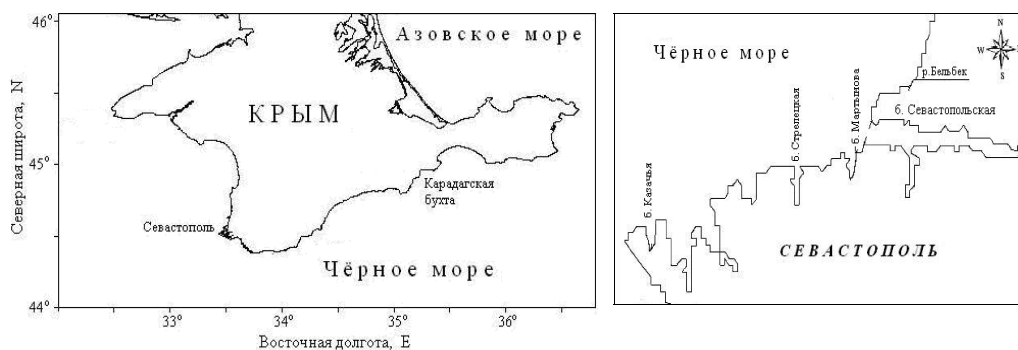 46°
Азовское море
КРЫМ
Северная широта, N
45°
Карадагская
бухта
Севастополь
Чёрное море
44°
33°
34°
35°
36°
Восточная долгота, E
Чёрное море
N
W
S
р.Бельбек
б. Севастопольская
б. Мартынова
б. Стрелецкая
б. Казачья
СЕВАСТОПОЛЬ